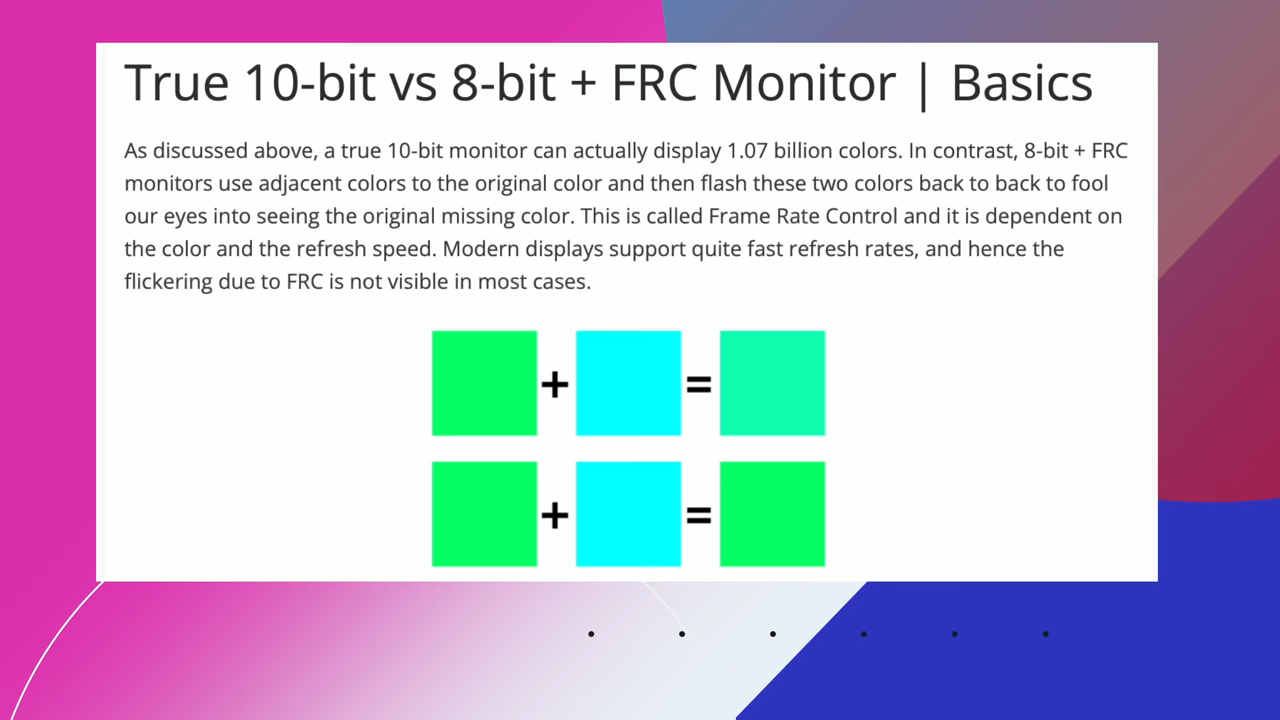 True 10-bit vs 8-bit + FRC Monitor | Basics
As discussed above, a true 10-bit monitor can actually display 1.07 billion colors. In contrast, 8-bit + FRC
monitors use adjacent colors to the original color and then flash these two colors back to back to fool
our eyes into seeing the original missing color. This is called Frame Rate Control and it is dependent on
the color and the refresh speed. Modern displays support quite fast refresh rates, and hence the
flickering due to FRC is not visible in most cases.
+ =
+ =